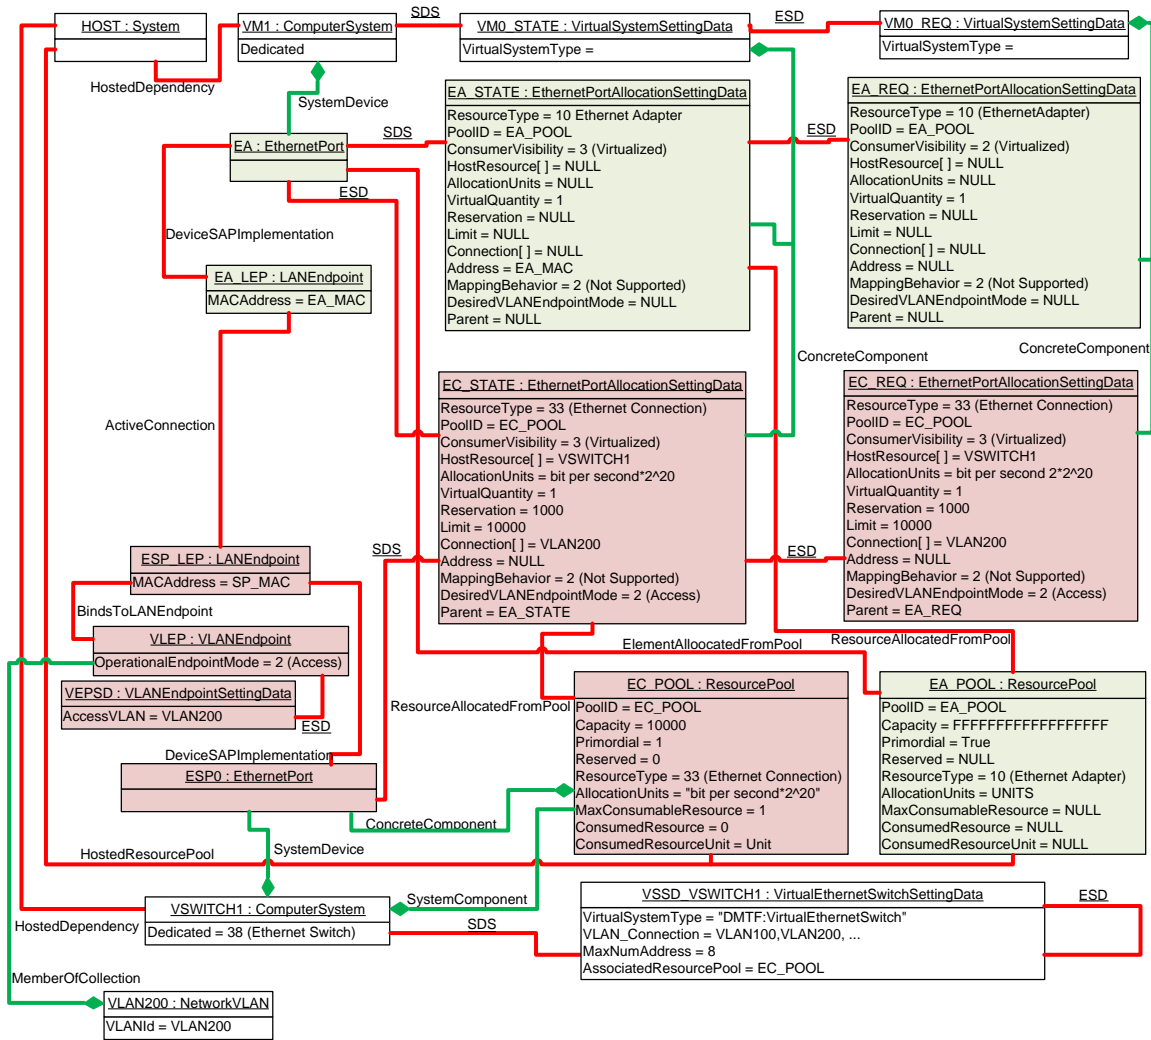 HOST : System
VM1 : ComputerSystem
Dedicated
SDS
VM0_STATE : VirtualSystemSettingData
VirtualSystemType =
ESD
VM0_REQ : VirtualSystemSettingData
VirtualSystemType =
HostedDependency
SystemDevice
EA : EthernetPort
SDS
ESD
EA_STATE : EthernetPortAllocationSettingData
ResourceType = 10 Ethernet Adapter
PoolID = EA_POOL
ConsumerVisibility = 3 (Virtualized)
HostResource[ ] = NULL
AllocationUnits = NULL
VirtualQuantity = 1
Reservation = NULL
Limit = NULL
Connection[ ] = NULL
Address = EA_MAC
MappingBehavior = 2 (Not Supported)
DesiredVLANEndpointMode = NULL
Parent = NULL
ESD
EA_REQ : EthernetPortAllocationSettingData
ResourceType = 10 (EthernetAdapter)
PoolID = EA_POOL
ConsumerVisibility = 2 (Virtualized)
HostResource[ ] = NULL
AllocationUnits = NULL
VirtualQuantity = 1
Reservation = NULL
Limit = NULL
Connection[ ] = NULL
Address = NULL
MappingBehavior = 2 (Not Supported)
DesiredVLANEndpointMode = NULL
Parent = NULL
DeviceSAPImplementation
EA_LEP : LANEndpoint
MACAddress = EA_MAC
ConcreteComponent
ConcreteComponent
ActiveConnection
EC_STATE : EthernetPortAllocationSettingData
ResourceType = 33 (Ethernet Connection)
PoolID = EC_POOL
ConsumerVisibility = 3 (Virtualized)
HostResource[ ] = VSWITCH1
AllocationUnits = bit per second*2^20
VirtualQuantity = 1
Reservation = 1000
Limit = 10000
Connection[ ] = VLAN200
Address = NULL
MappingBehavior = 2 (Not Supported)
DesiredVLANEndpointMode = 2 (Access)
Parent = EA_STATE
SDS
ESD
EC_REQ : EthernetPortAllocationSettingData
ResourceType = 33 (Ethernet Connection)
PoolID = EC_POOL
ConsumerVisibility = 3 (Virtualized)
HostResource[ ] = VSWITCH1
AllocationUnits = bit per second 2*2^20
VirtualQuantity = 1
Reservation = 1000
Limit = 10000
Connection[ ] = VLAN200
Address = NULL
MappingBehavior = 2 (Not Supported)
DesiredVLANEndpointMode = 2 (Access)
Parent = EA_REQ
ESP_LEP : LANEndpoint
MACAddress = SP_MAC
BindsToLANEndpoint
VLEP : VLANEndpoint
OperationalEndpointMode = 2 (Access)
VEPSD : VLANEndpointSettingData
AccessVLAN = VLAN200
ESD
ElementAlloocatedFromPool
ResourceAllocatedFromPool
ResourceAllocatedFromPool
EC_POOL : ResourcePool
PoolID = EC_POOL
Capacity = 10000
Primordial = 1
Reserved = 0
ResourceType = 33 (Ethernet Connection)
AllocationUnits = "bit per second*2^20"
MaxConsumableResource = 1
ConsumedResource = 0
ConsumedResourceUnit = Unit
EA_POOL : ResourcePool
PoolID = EA_POOL
Capacity = FFFFFFFFFFFFFFFFFF
Primordial = True
Reserved = NULL
ResourceType = 10 (Ethernet Adapter)
AllocationUnits = UNITS
MaxConsumableResource = NULL
ConsumedResource = NULL
ConsumedResourceUnit = NULL
DeviceSAPImplementation
ESP0 : EthernetPort
ConcreteComponent
SystemDevice
HostedResourcePool
SystemComponent
HostedDependency
VSWITCH1 : ComputerSystem
Dedicated = 38 (Ethernet Switch)
SDS
VSSD_VSWITCH1 : VirtualEthernetSwitchSettingData
VirtualSystemType = "DMTF:VirtualEthernetSwitch"
VLAN_Connection = VLAN100,VLAN200, ...
MaxNumAddress = 8
AssociatedResourcePool = EC_POOL
ESD
MemberOfCollection
VLAN200 : NetworkVLAN
VLANId = VLAN200